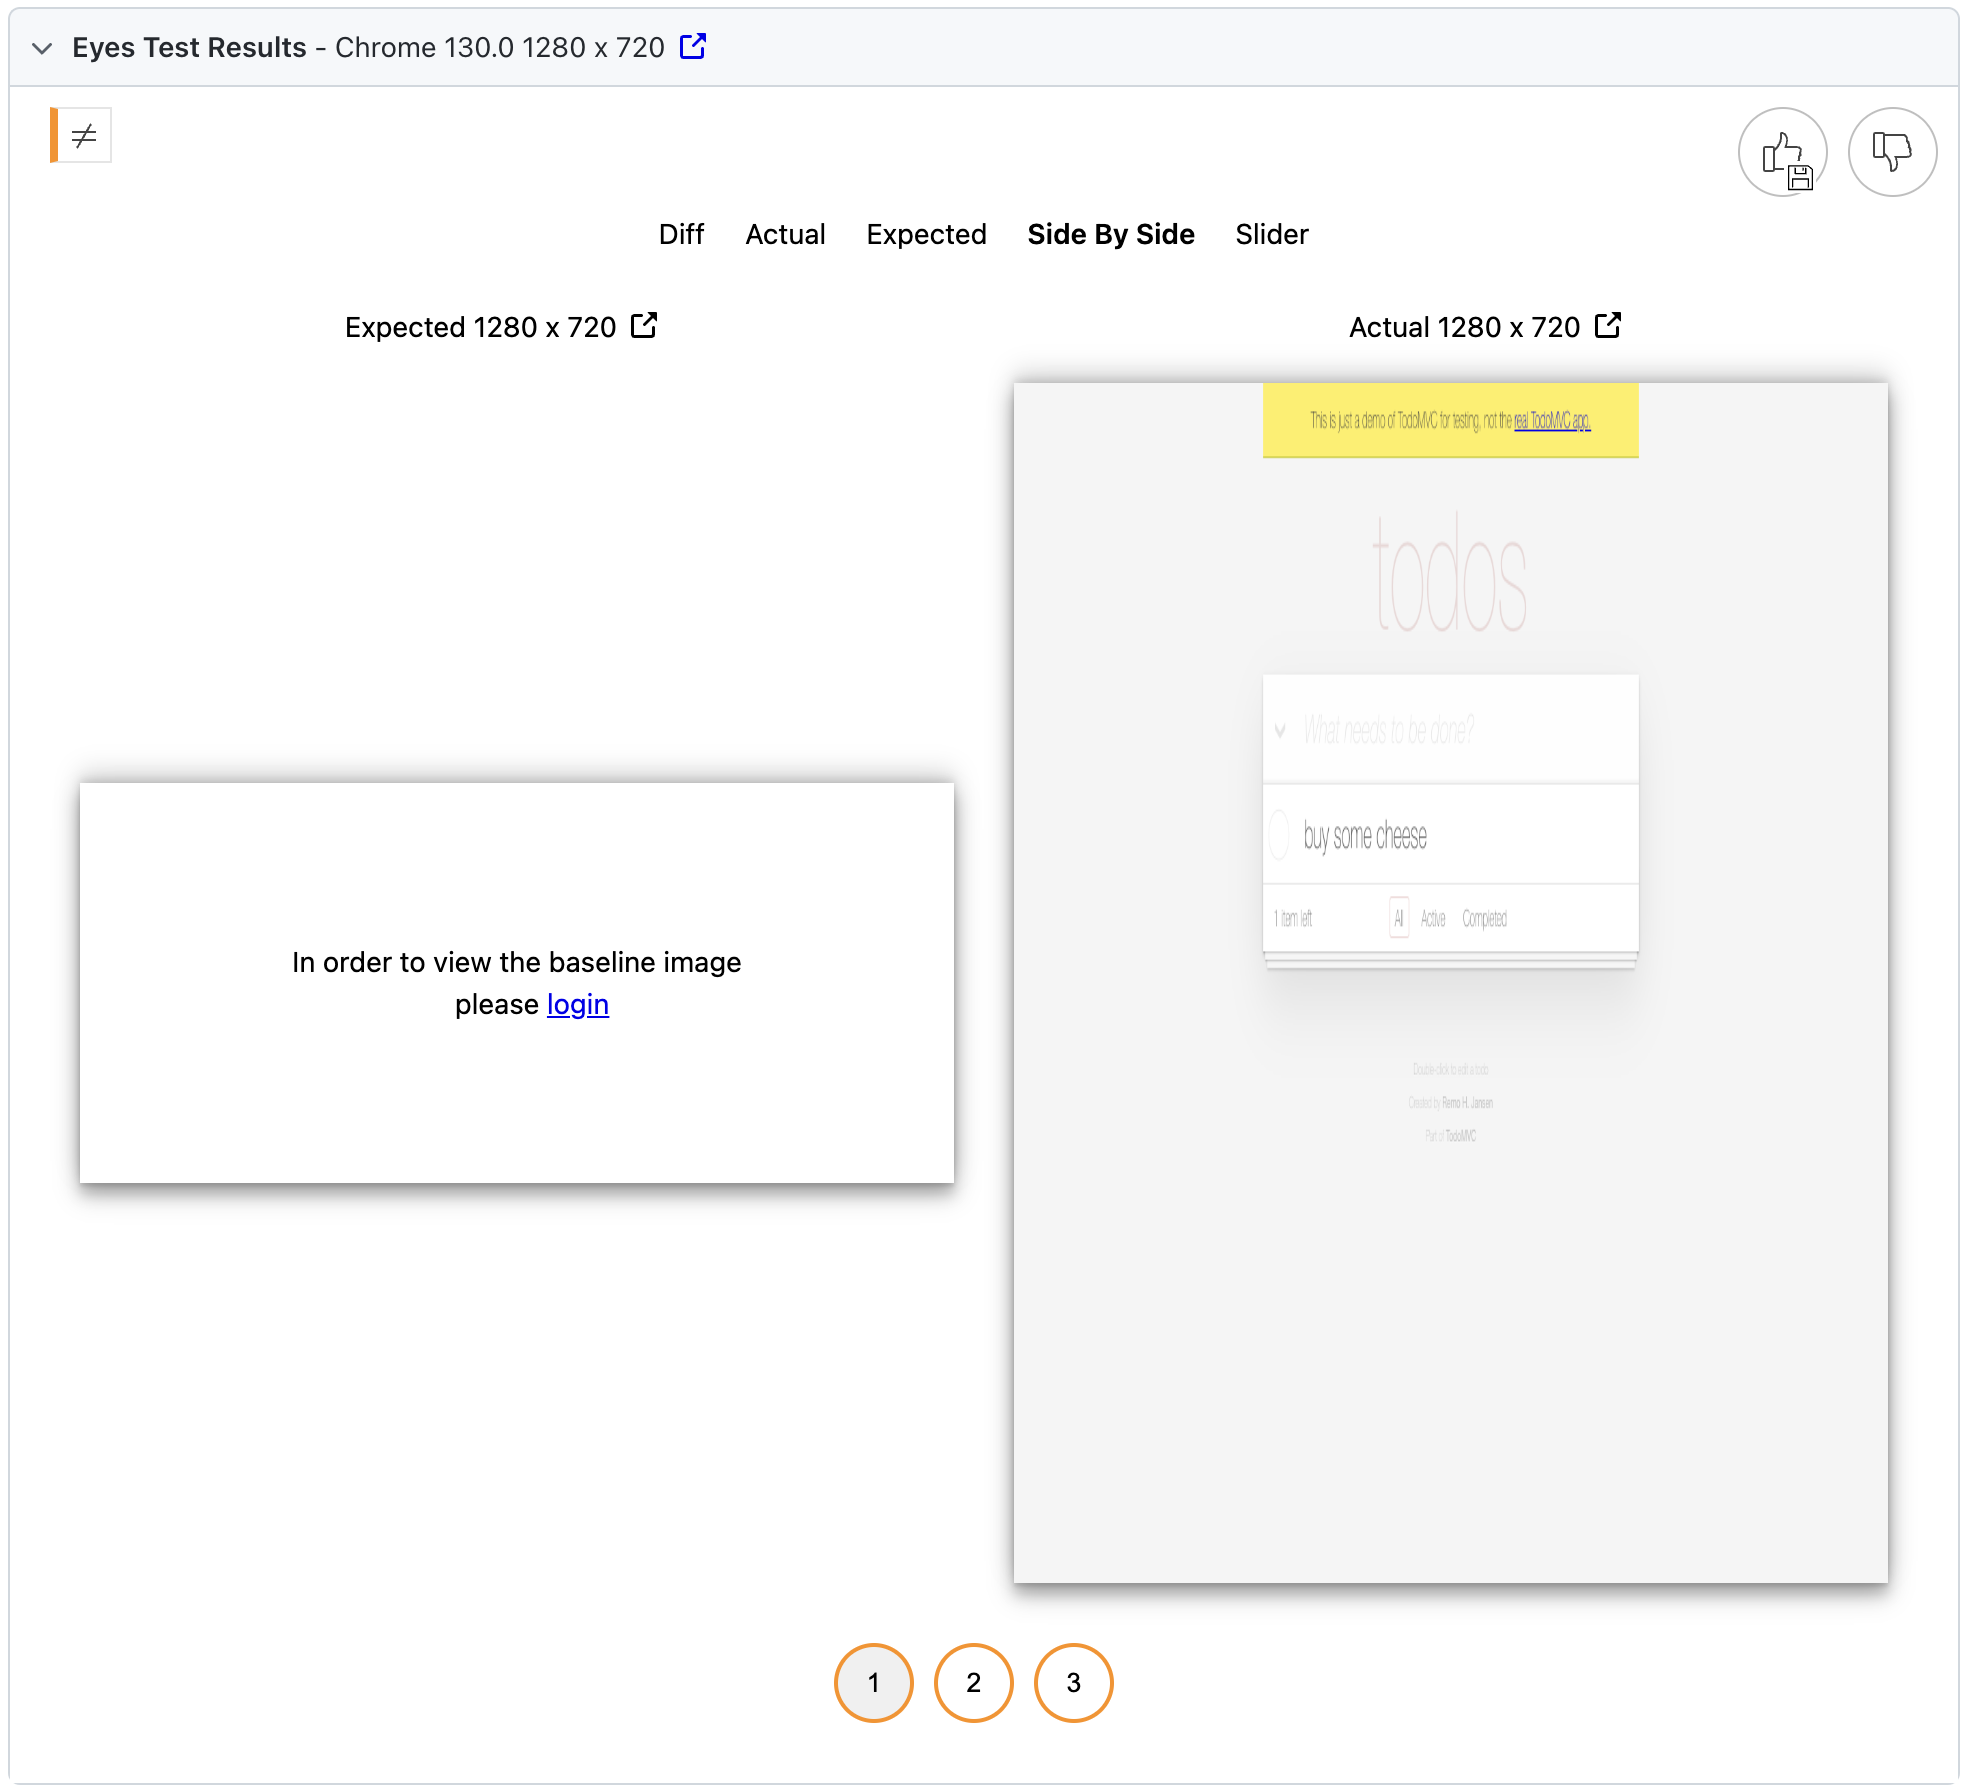 Eyes Test Results - Chrome 130.0 1280 x 720
Diff Actual Expected Side By Side Slider
Expected 1280 x 720
Actual 1280 x 720
In order to view the baseline image
please login
This is just a demo of TodoMVC for testing, not the real TodoMVC app.
todos
What needs to be done?
buy some cheese
1 item left All Active Completed
Double-click to edit a todo
Created by Remo H. Jansen
Part of TodoMVC
1 2 3